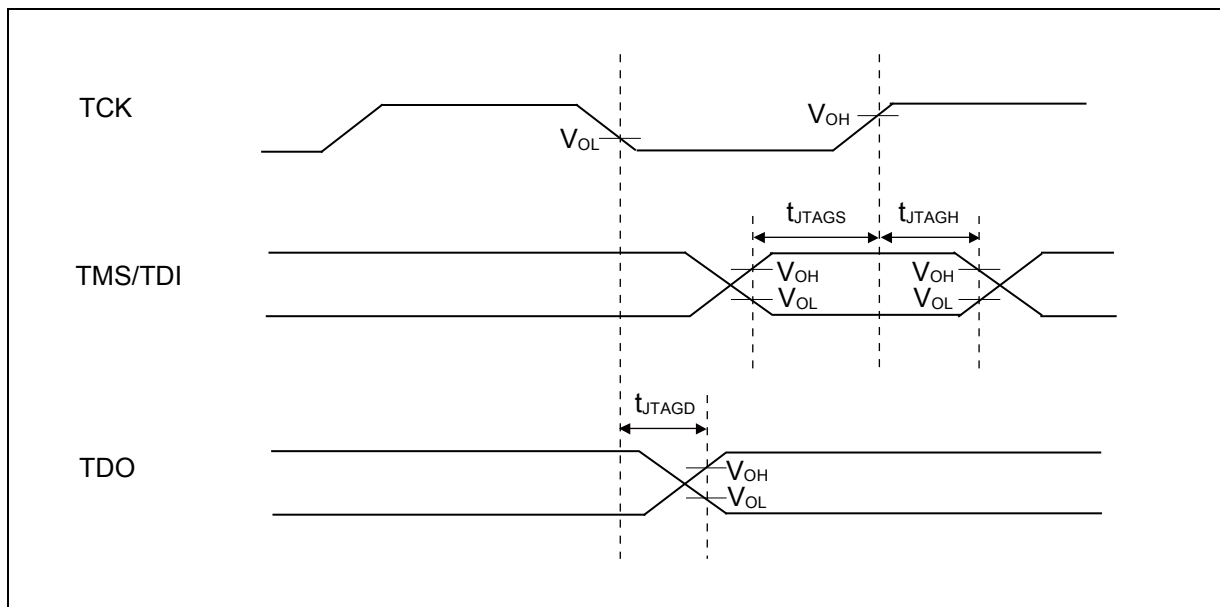 TCK
VOL
VOH
tJTAGS
tJTAGH
TMS/TDI
VOH
VOL
VOH
VOL
tJTAGD
TDO
VOH
VOL